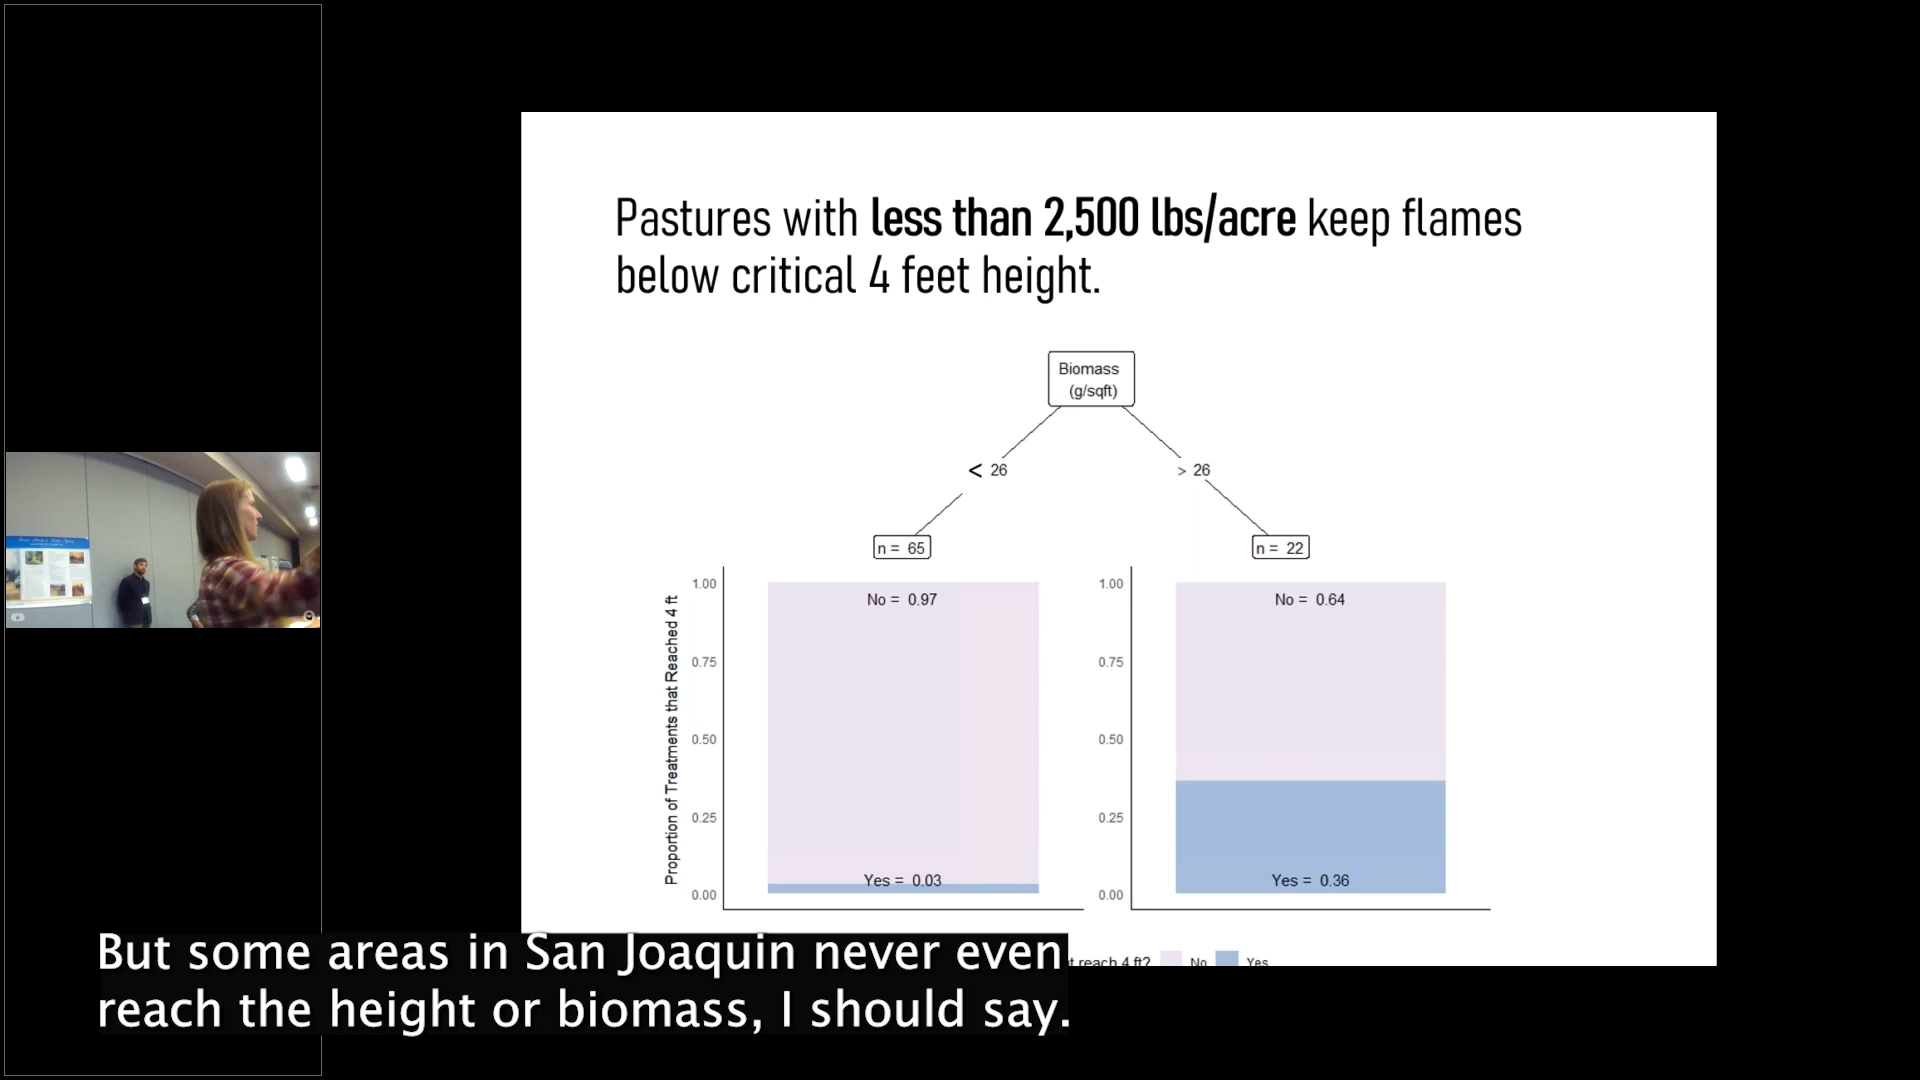 Pastures with less than 2,500 lbs/acre keep flames
below critical 4 feet height.
Biomass
(g/sqft)
< 26
> 26
n = 65
n = 22
Proportion of Treatments that Reached 4 ft
1.00
0.75
0.50
0.25
0.00
No = 0.97
Yes = 0.03
1.00
0.75
0.50
0.25
0.00
No = 0.64
Yes = 0.36
reach 4 ft?
No
Yes
But some areas in San Joaquin never even
reach the height or biomass, I should say.